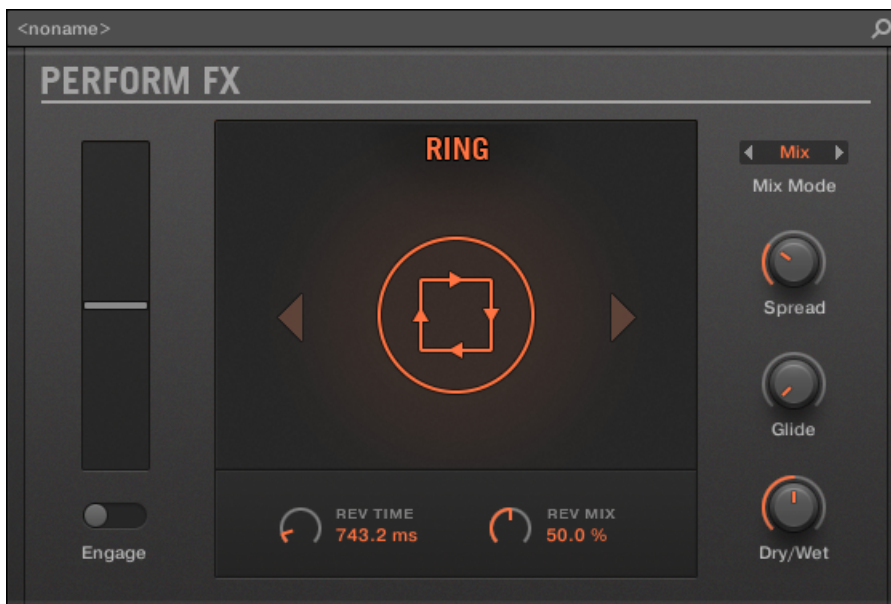 <noname>
PERFORM FX
RING
Mix
Mix Mode
Spread
Glide
REV TIME
743.2 ms
REV MIX
50.0 %
Engage
Dry/Wet